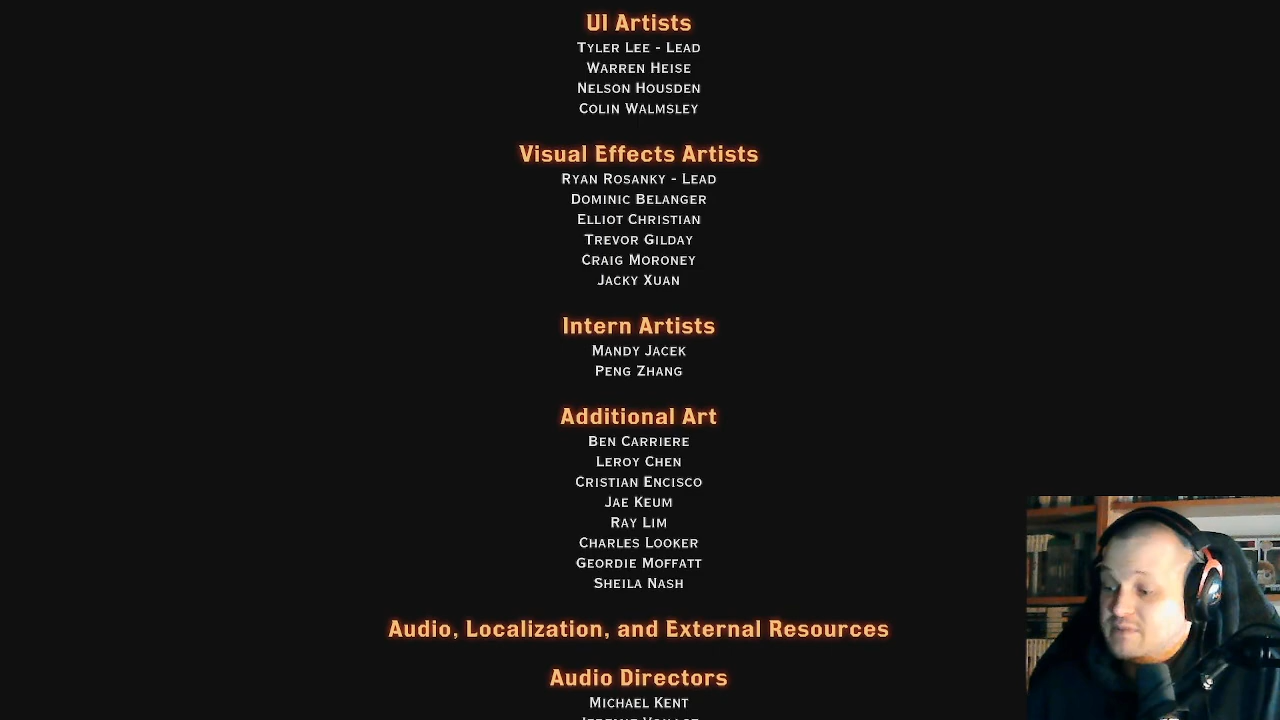 UI Artists
Tyler Lee - Lead
Warren Heise
Nelson Housden
Colin Walmsley
Visual Effects Artists
Ryan Rosanky - Lead
Dominic Belanger
Elliot Christian
Trevor Gilday
Craig Moroney
Jacky Xuan
Intern Artists
Mandy Jacek
Peng Zhang
Additional Art
Ben Carriere
Leroy Chen
Cristian Encisco
Jae Keum
Ray Lim
Charles Looker
Geordie Moffatt
Sheila Nash
Audio, Localization, and External Resources
Audio Directors
Michael Kent